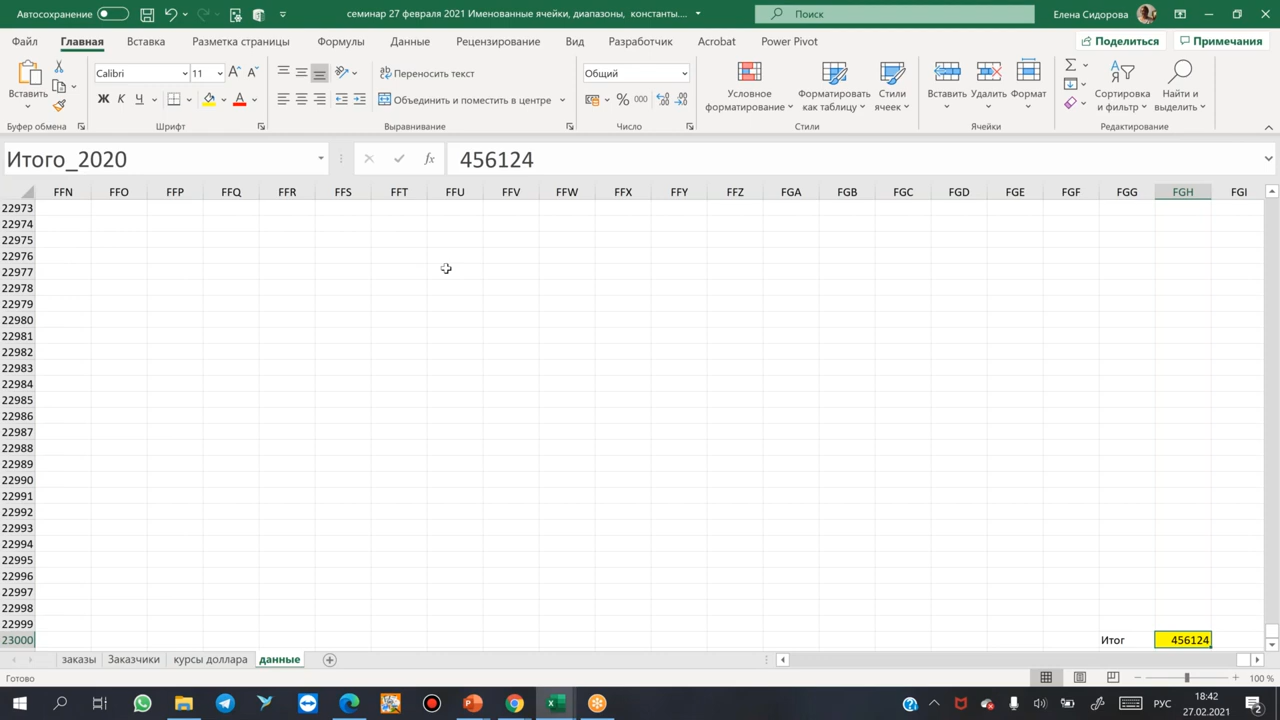 Автосохранение
семинар 27 февраля 2021 Именованные ячейки, диапазоны, константы....
Поиск
Елена Сидорова
Файл Главная Вставка Разметка страницы Формулы Данные Рецензирование Вид Разработчик Acrobat Power Pivot
Поделиться Примечания
Вставить
Calibri 11
Ж К Ч
Переносить текст
Объединить и поместить в центре
Общий
% 000
Условное форматирование
Форматировать как таблицу
Стили ячеек
Вставить Удалить Формат
Сортировка и фильтр
Найти и выделить
Буфер обмена Шрифт Выравнивание Число Стили Ячейки Редактирование
Итого_2020 fx 456124
FFN FFO FFP FFQ FFR FFS FFT FFU FFV FFW FFX FFY FFZ FGA FGB FGC FGD FGE FGF FGG FGH FGI
22973
22974
22975
22976
22977
22978
22979
22980
22981
22982
22983
22984
22985
22986
22987
22988
22989
22990
22991
22992
22993
22994
22995
22996
22997
22998
22999
23000 Итог 456124
заказы Заказчики курсы доллара данные
Готово 100 %
РУС 18:42
27.02.2021 2